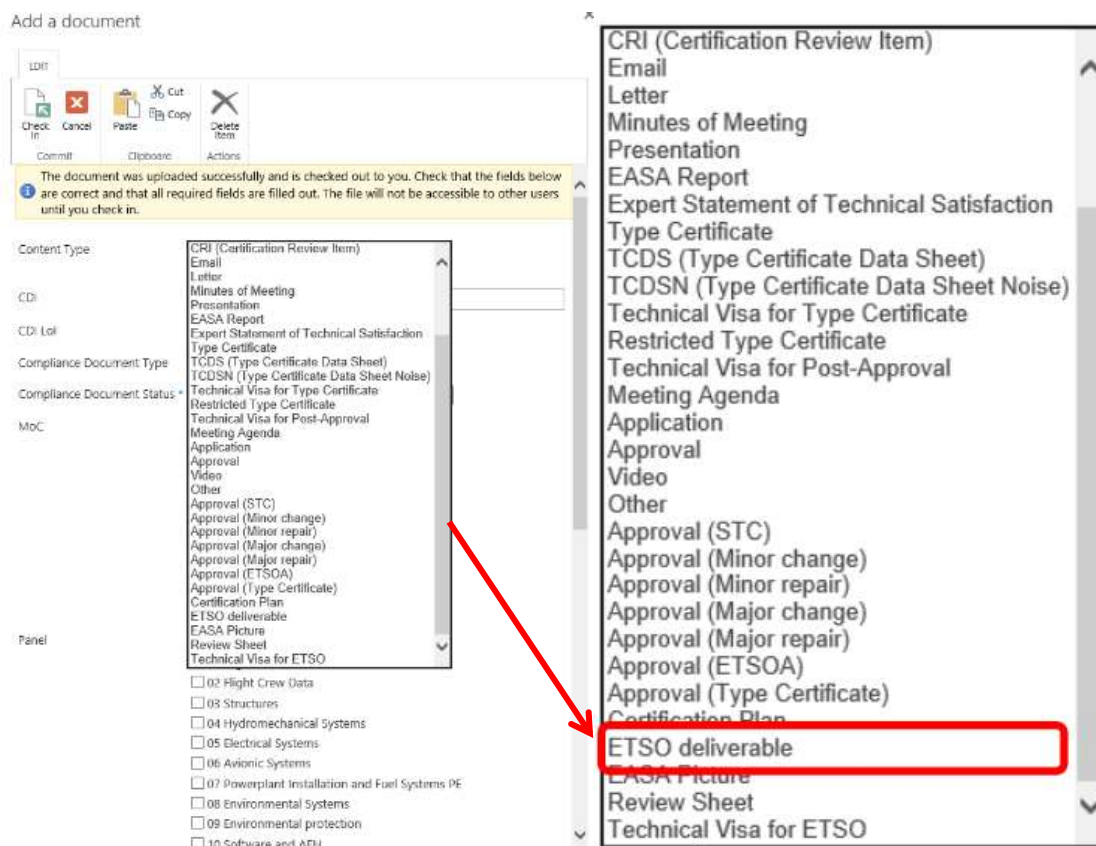 Add a document
x
EDIT
Check In
Cancel
Paste
Cut
Copy
Delete Item
Commit
Clipboard
Actions
The document was uploaded successfully and is checked out to you. Check that the fields below
are correct and that all required fields are filled out. The file will not be accessible to other users
until you check in.
Content Type
CDI
CDI LoI
Compliance Document Type
Compliance Document Status *
MoC
Panel
CRI (Certification Review Item)
Email
Letter
Minutes of Meeting
Presentation
EASA Report
Expert Statement of Technical Satisfaction
Type Certificate
TCDS (Type Certificate Data Sheet)
TCDSN (Type Certificate Data Sheet Noise)
Technical Visa for Type Certificate
Restricted Type Certificate
Technical Visa for Post-Approval
Meeting Agenda
Application
Approval
Video
Other
Approval (STC)
Approval (Minor change)
Approval (Minor repair)
Approval (Major change)
Approval (Major repair)
Approval (ETSOA)
Approval (Type Certificate)
Certification Plan
ETSO deliverable
EASA Picture
Review Sheet
Technical Visa for ETSO
02 Flight Crew Data
03 Structures
04 Hydromechanical Systems
05 Electrical Systems
06 Avionic Systems
07 Powerplant Installation and Fuel Systems PE
08 Environmental Systems
09 Environmental protection
10 Software and AEH
CRI (Certification Review Item)
Email
Letter
Minutes of Meeting
Presentation
EASA Report
Expert Statement of Technical Satisfaction
Type Certificate
TCDS (Type Certificate Data Sheet)
TCDSN (Type Certificate Data Sheet Noise)
Technical Visa for Type Certificate
Restricted Type Certificate
Technical Visa for Post-Approval
Meeting Agenda
Application
Approval
Video
Other
Approval (STC)
Approval (Minor change)
Approval (Minor repair)
Approval (Major change)
Approval (Major repair)
Approval (ETSOA)
Approval (Type Certificate)
Certification Plan
ETSO deliverable
EASA Picture
Review Sheet
Technical Visa for ETSO